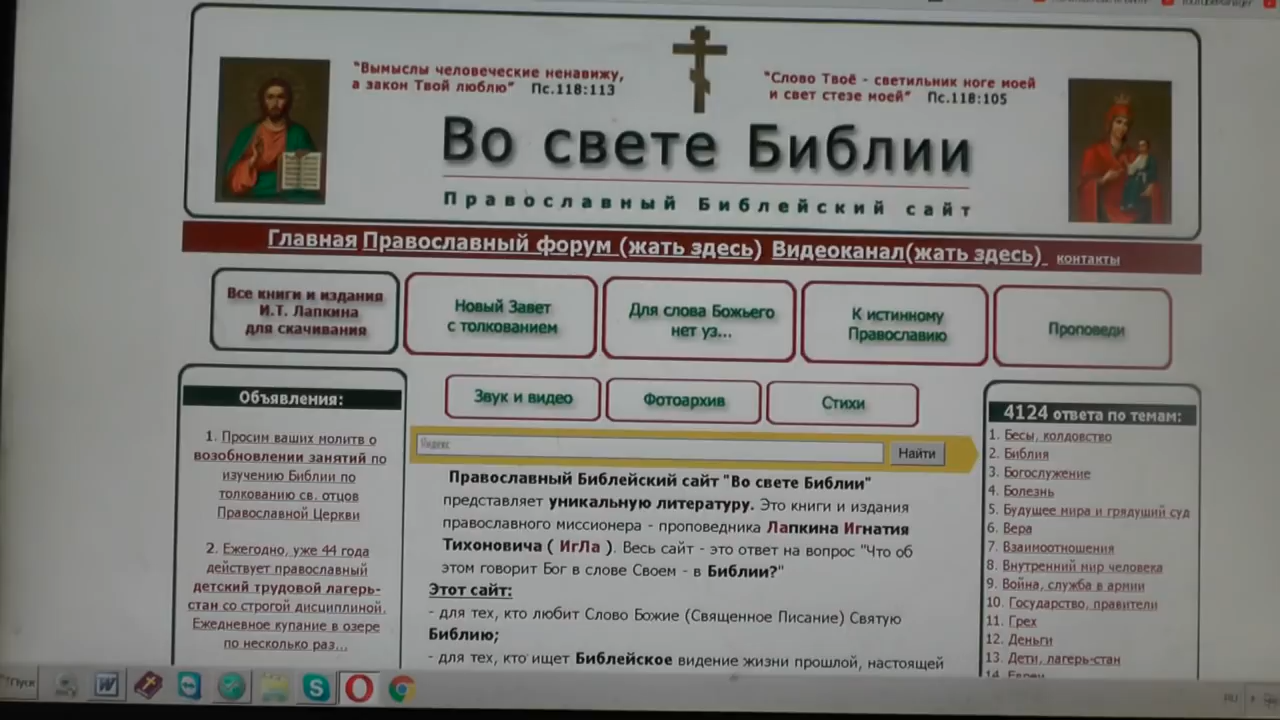 "Вымыслы человеческие ненавижу,
а закон Твой люблю" Пс.118:113
"Слово Твоё - светильник ноге моей
и свет стезе моей" Пс.118:105
Во свете Библии
Православный Библейский сайт
Главная Православный форум (жать здесь) Видеоканал(жать здесь) контакты
Все книги и издания
И.Т. Лапкина
для скачивания
Новый Завет
с толкованием
Для слова Божьего
нет уз...
К истинному
Православию
Проповеди
Звук и видео
Фотоархив
Стихи
Объявления:
1. Просим ваших молитв о
возобновлении занятий по
изучению Библии по
толкованию св. отцов
Православной Церкви
2. Ежегодно, уже 44 года
действует православный
детский трудовой лагерь-
стан со строгой дисциплиной.
Ежедневное купание в озере
по несколько раз...
Яндекс
Найти
Православный Библейский сайт "Во свете Библии"
представляет уникальную литературу. Это книги и издания
православного миссионера - проповедника Лапкина Игнатия
Тихоновича ( ИгЛа ). Весь сайт - это ответ на вопрос "Что об
этом говорит Бог в слове Своем - в Библии?"
Этот сайт:
- для тех, кто любит Слово Божие (Священное Писание) Святую
Библию;
- для тех, кто ищет Библейское видение жизни прошлой, настоящей
4124 ответа по темам:
1. Бесы, колдовство
2. Библия
3. Богослужение
4. Болезнь
5. Будущее мира и грядущий суд
6. Вера
7. Взаимоотношения
8. Внутренний мир человека
9. Война, служба в армии
10. Государство, правители
11. Грех
12. Деньги
13. Дети, лагерь-стан
14. Евреи
Пуск
RU